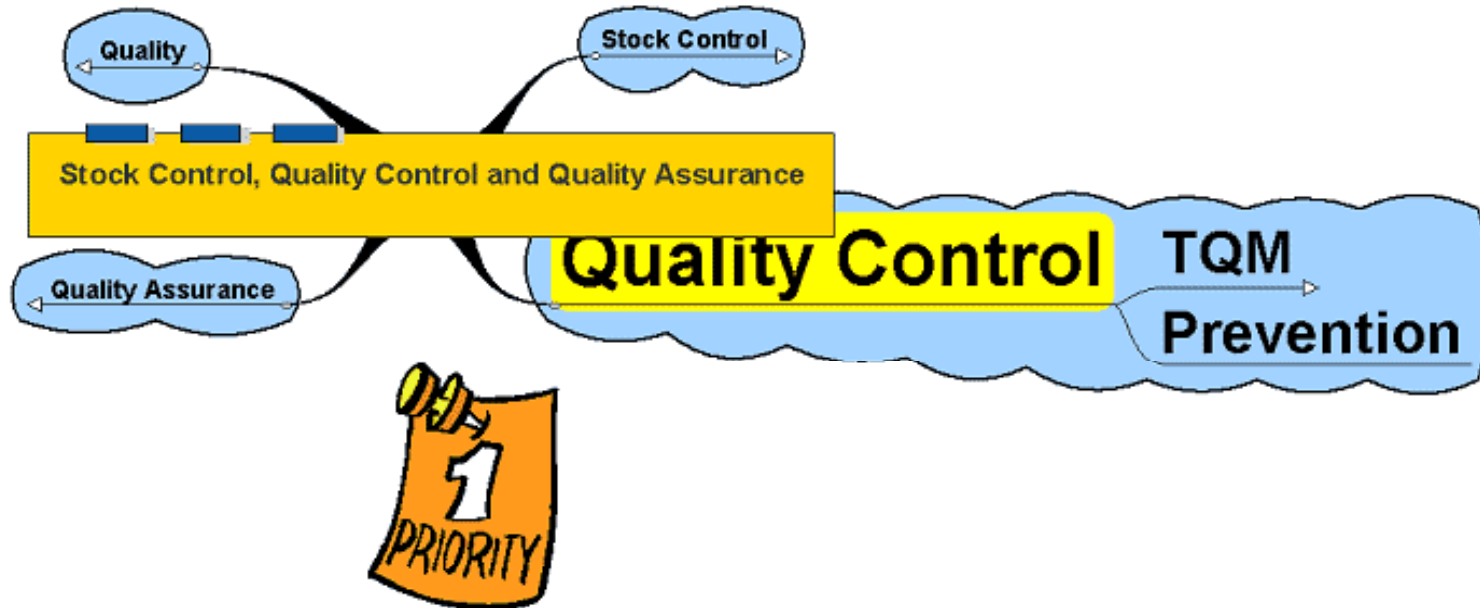 Quality
Stock Control
Stock Control, Quality Control and Quality Assurance
Quality Control
TQM
Quality Assurance
Prevention
1
PRIORITY